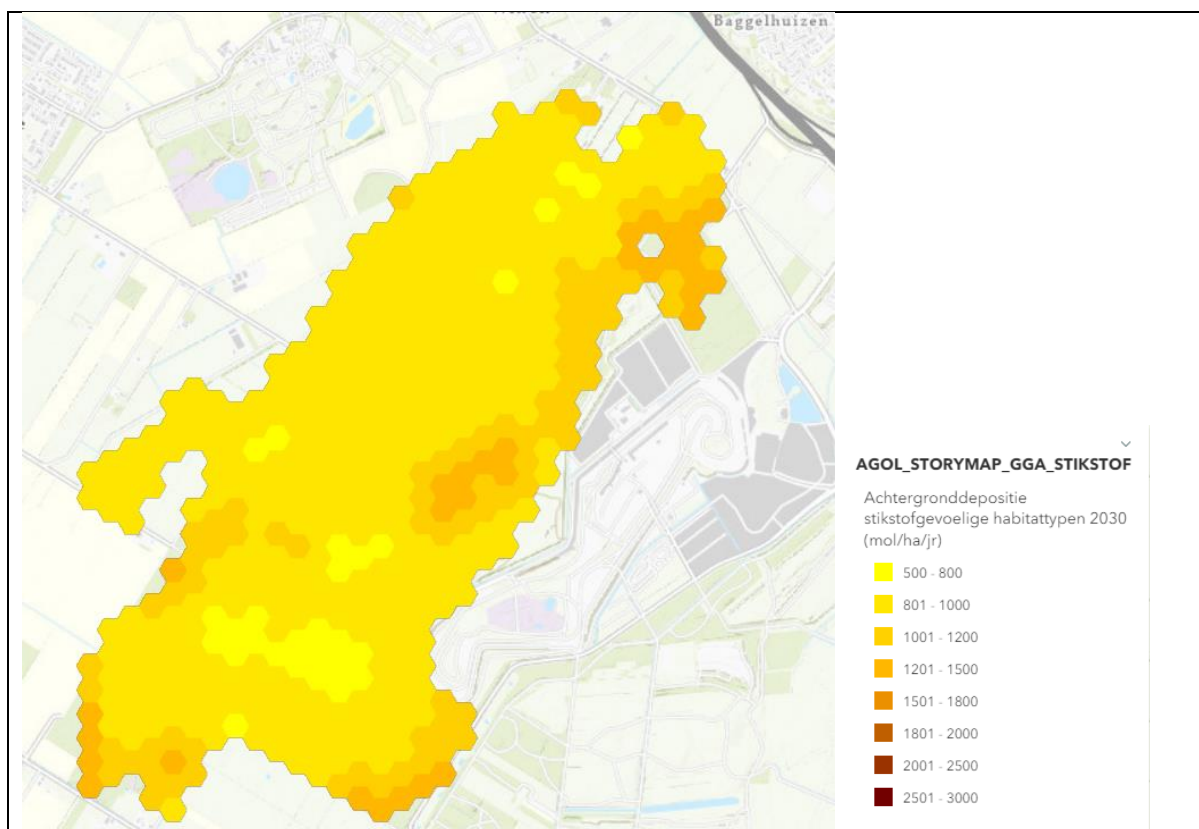 Baggelhuizen
AGOL_STORYMAP_GGA_STIKSTOF
Achtergronddepositie
stikstofgevoelige habitattypen 2030
(mol/ha/jr)
500 - 800
801 - 1000
1001 - 1200
1201 - 1500
1501 - 1800
1801 - 2000
2001 - 2500
2501 - 3000